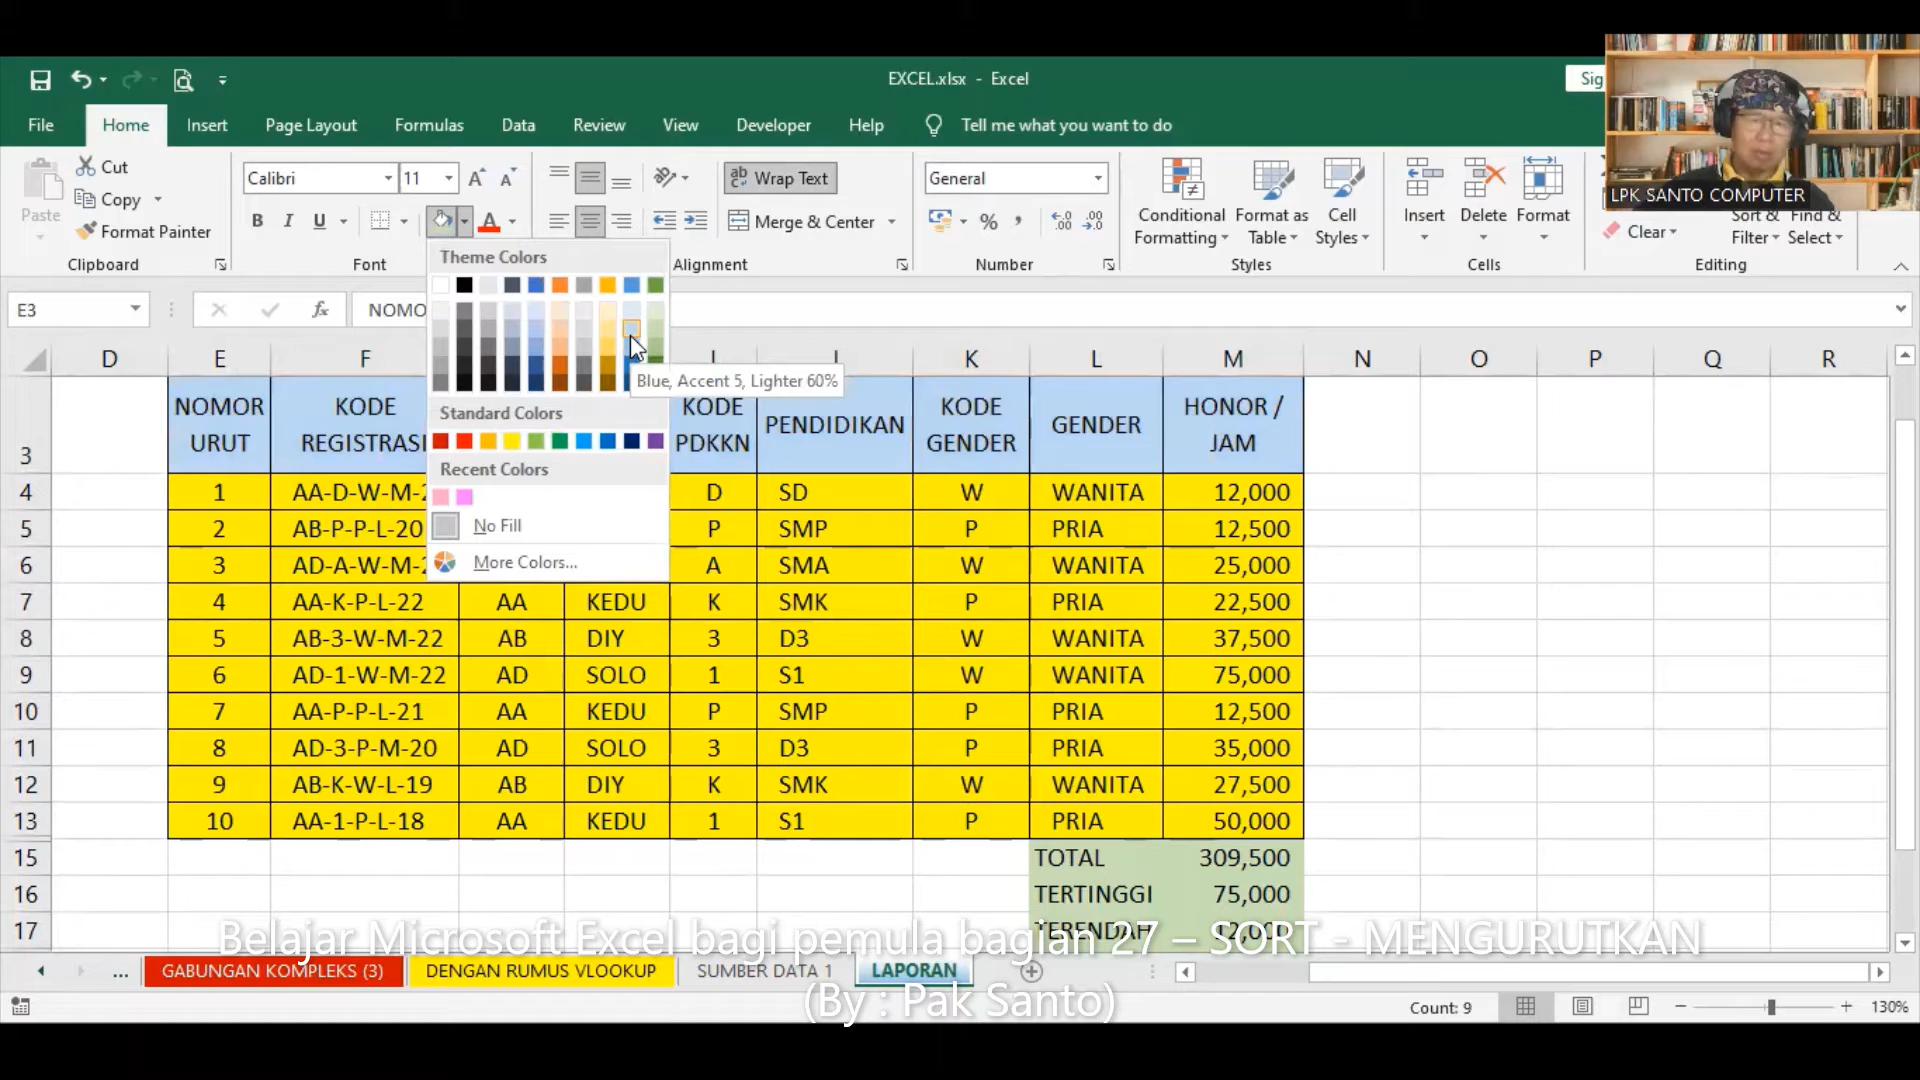 EXCEL.xlsx - Excel
Sig
LPK SANTO COMPUTER
File Home Insert Page Layout Formulas Data Review View Developer Help Tell me what you want to do
Paste
Cut
Copy
Format Painter
Clipboard
Calibri 11
B I U A
Font
Wrap Text
Merge & Center
Alignment
General
%
Number
Conditional Formatting
Format as Table
Cell Styles
Styles
Insert
Delete
Format
Cells
Clear
Sort & Filter
Find & Select
Editing
E3 fx NOMO
Theme Colors
Blue, Accent 5, Lighter 60%
Standard Colors
Recent Colors
No Fill
More Colors...
D E F K L M N O P Q R
3 NOMOR URUT KODE REGISTRASI KODE PDKKN PENDIDIKAN KODE GENDER GENDER HONOR / JAM
4 1 AA-D-W-M- D SD W WANITA 12,000
5 2 AB-P-P-L-20 P SMP P PRIA 12,500
6 3 AD-A-W-M- A SMA W WANITA 25,000
7 4 AA-K-P-L-22 AA KEDU K SMK P PRIA 22,500
8 5 AB-3-W-M-22 AB DIY 3 D3 W WANITA 37,500
9 6 AD-1-W-M-22 AD SOLO 1 S1 W WANITA 75,000
10 7 AA-P-P-L-21 AA KEDU P SMP P PRIA 12,500
11 8 AD-3-P-M-20 AD SOLO 3 D3 P PRIA 35,000
12 9 AB-K-W-L-19 AB DIY K SMK W WANITA 27,500
13 10 AA-1-P-L-18 AA KEDU 1 S1 P PRIA 50,000
15 TOTAL 309,500
16 TERTINGGI 75,000
17 TERENDAH 12,000
Belajar Microsoft Excel bagi pemula bagian 27 – SORT - MENGURUTKAN
(By : Pak Santo)
... GABUNGAN KOMPLEKS (3) DENGAN RUMUS VLOOKUP SUMBER DATA 1 LAPORAN
Count: 9 130%